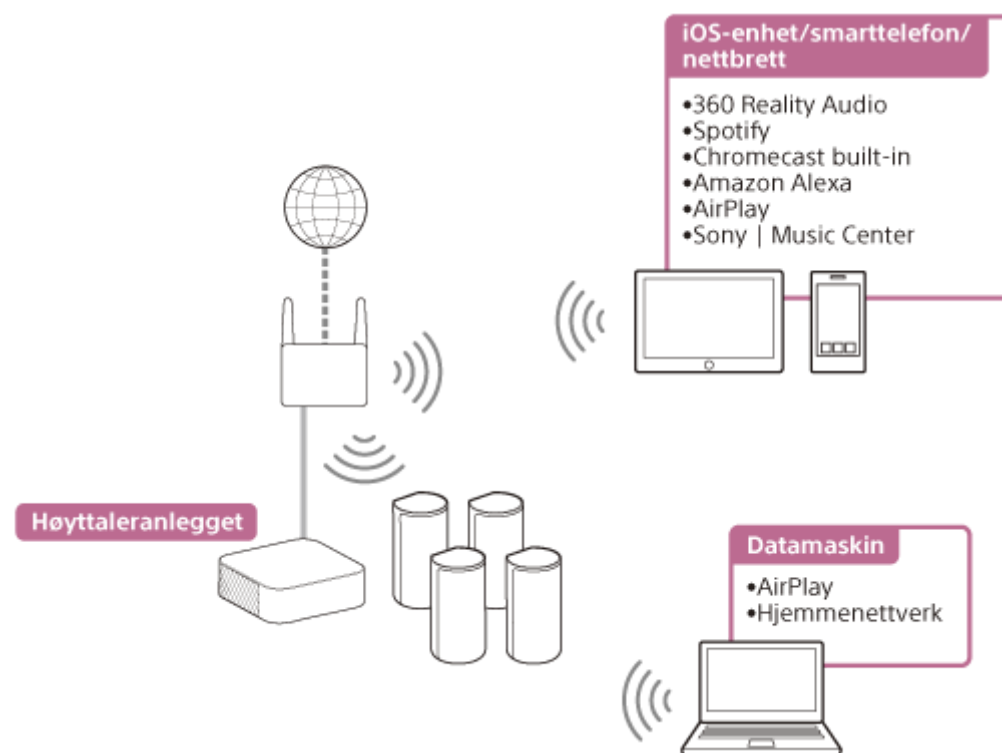 iOS-enhet/smarttelefon/
nettbrett
•360 Reality Audio
•Spotify
•Chromecast built-in
•Amazon Alexa
•AirPlay
•Sony | Music Center
Høyttaleranlegget
Datamaskin
•AirPlay
•Hjemmenettverk